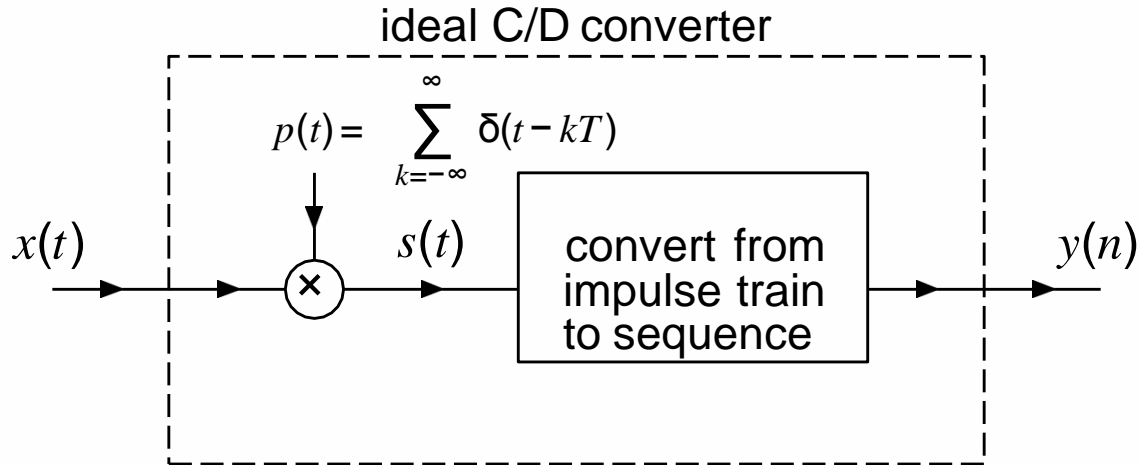 ideal C/D converter
p(t) = ∑_{k=−∞}^{∞} δ(t − kT)
x(t)
×
s(t)
convert from
impulse train
to sequence
y(n)